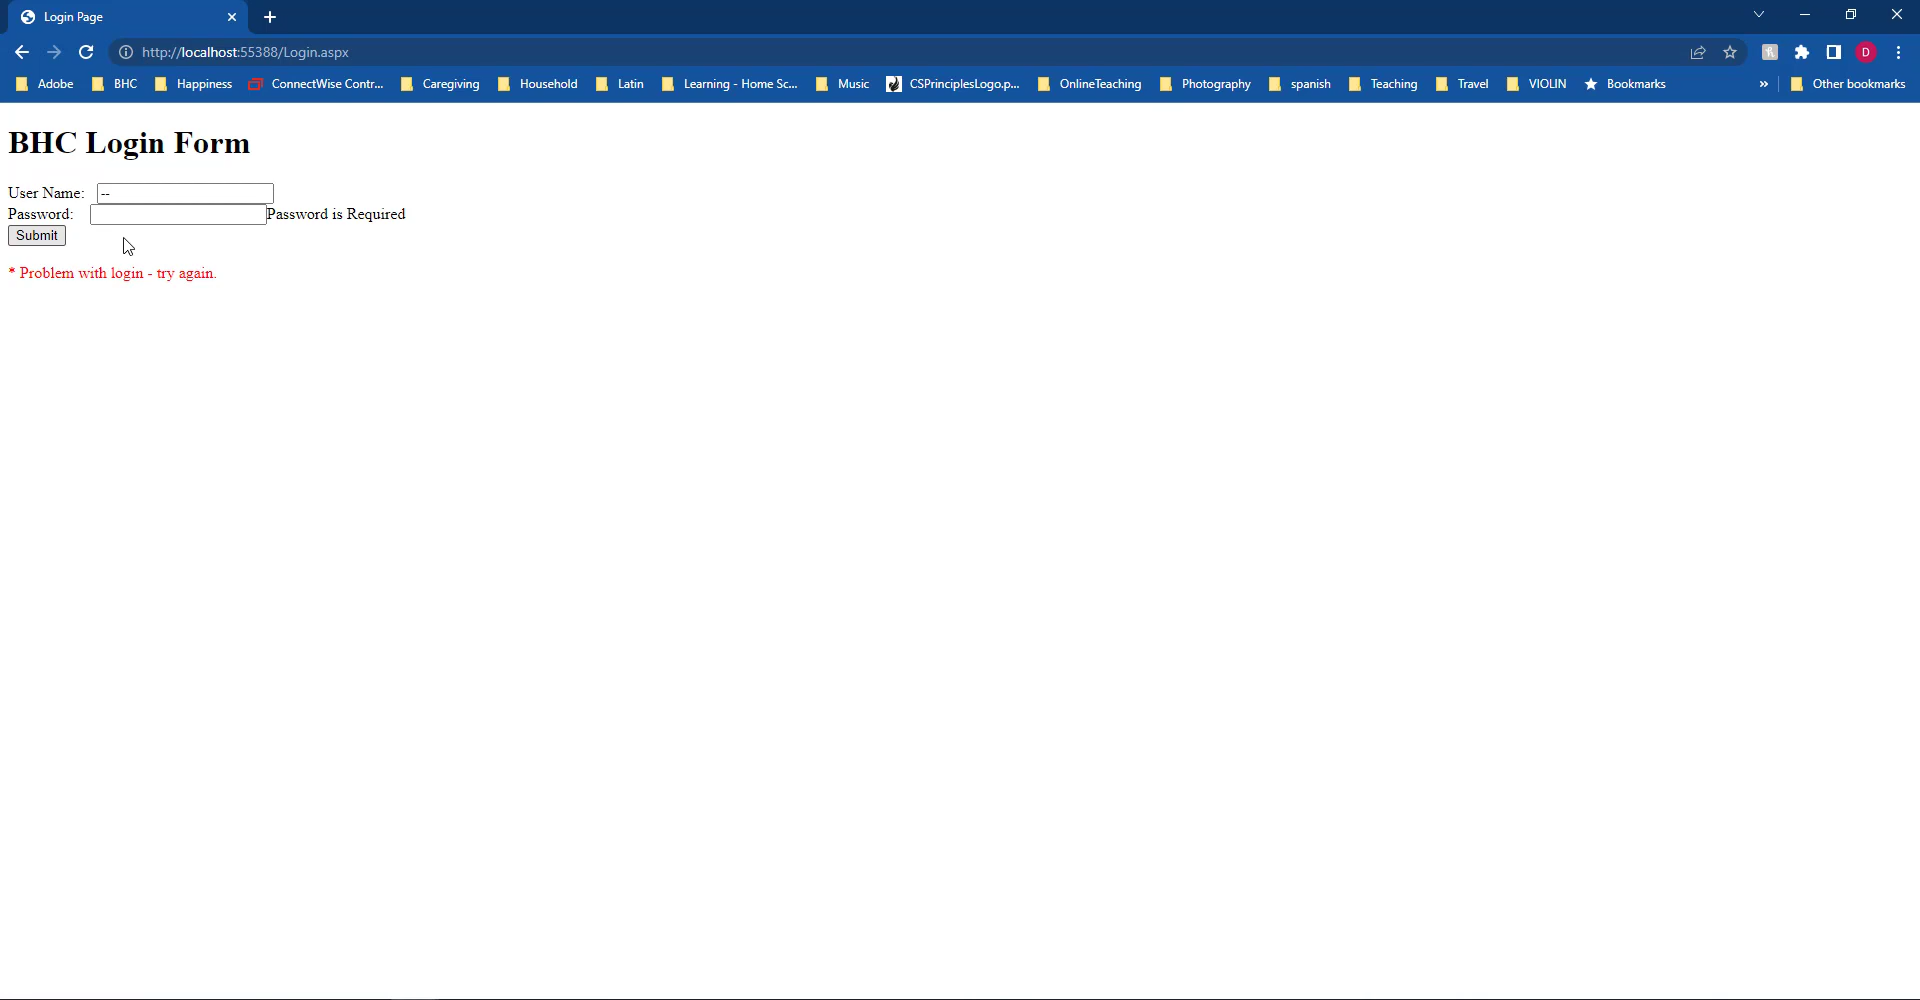 Login Page
http://localhost:55388/Login.aspx
D
Adobe BHC Happiness ConnectWise Contr... Caregiving Household Latin Learning - Home Sc... Music CSPrinciplesLogo.p... OnlineTeaching Photography spanish Teaching Travel VIOLIN Bookmarks » Other bookmarks
BHC Login Form
User Name: --
Password: Password is Required
Submit
* Problem with login - try again.